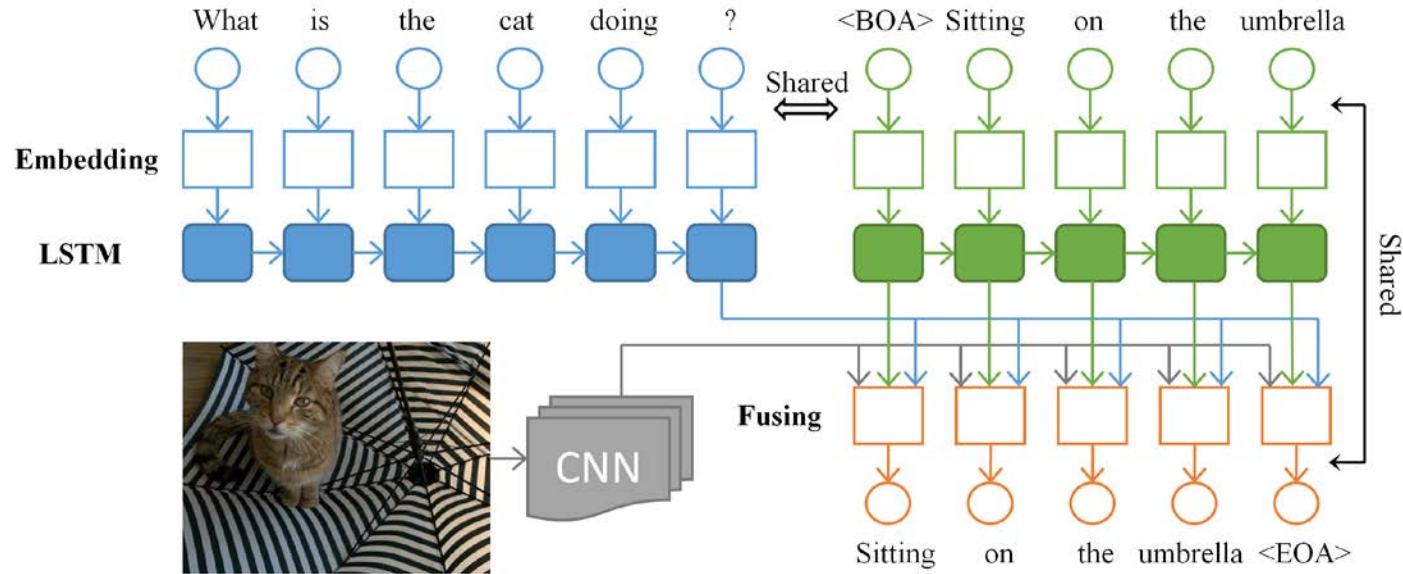 What is the cat doing ?
<BOA> Sitting on the umbrella
Shared
Embedding
LSTM
Shared
CNN
Fusing
Sitting on the umbrella <EOA>